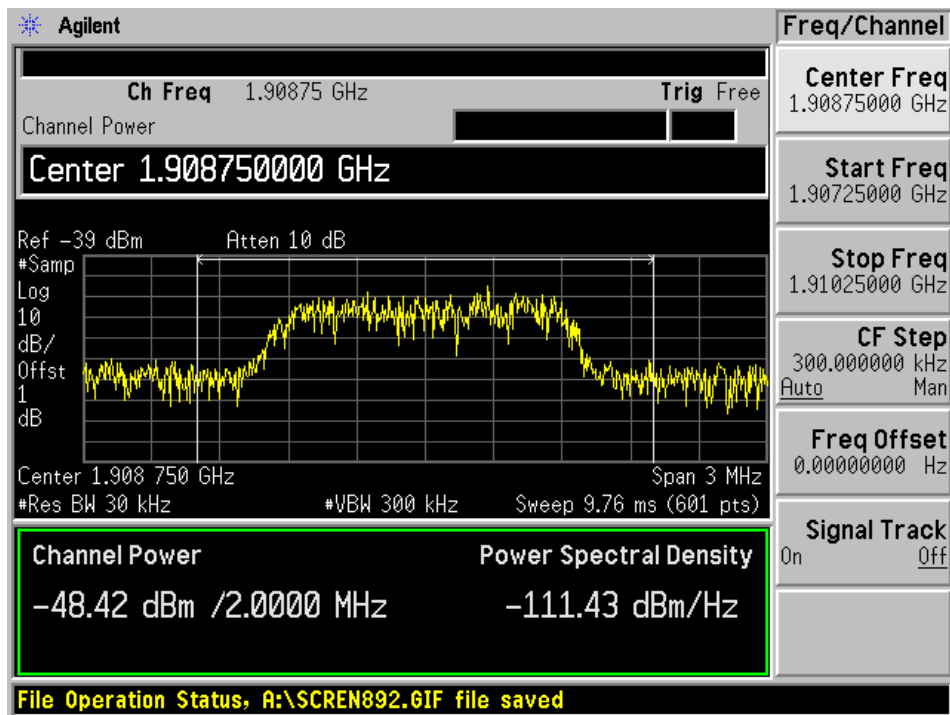 Agilent
Ch Freq 1.90875 GHz Trig Free
Channel Power
Center 1.908750000 GHz
Ref -39 dBm Atten 10 dB
#Samp
Log
10
dB/
Offst
1
dB
Center 1.908 750 GHz Span 3 MHz
#Res BW 30 kHz #VBW 300 kHz Sweep 9.76 ms (601 pts)
Channel Power Power Spectral Density
-48.42 dBm /2.0000 MHz -111.43 dBm/Hz
File Operation Status, A:\SCREN892.GIF file saved
Freq/Channel
Center Freq
1.90875000 GHz
Start Freq
1.90725000 GHz
Stop Freq
1.91025000 GHz
CF Step
300.000000 kHz
Auto Man
Freq Offset
0.00000000 Hz
Signal Track
On Off